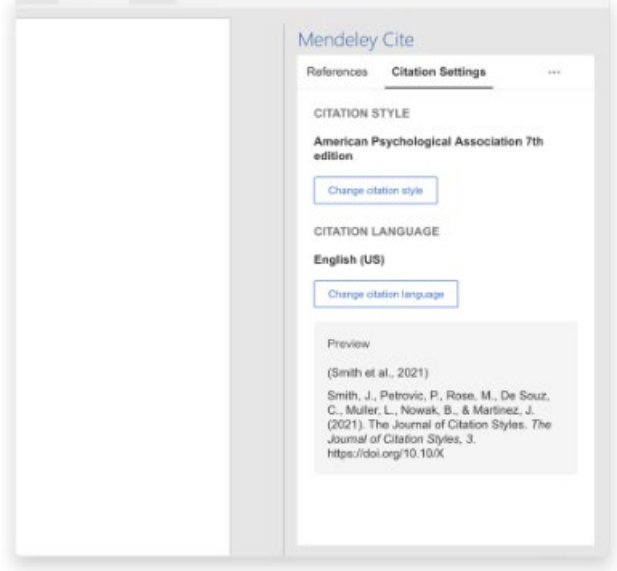 Mendeley Cite
References Citation Settings ...
CITATION STYLE
American Psychological Association 7th
edition
Change citation style
CITATION LANGUAGE
English (US)
Change citation language
Preview
(Smith et al., 2021)
Smith, J., Petrovic, P., Rose, M., De Souz,
C., Muller, L., Nowak, B., & Martinez, J.
(2021). The Journal of Citation Styles. The
Journal of Citation Styles, 3.
https://doi.org/10.10/X